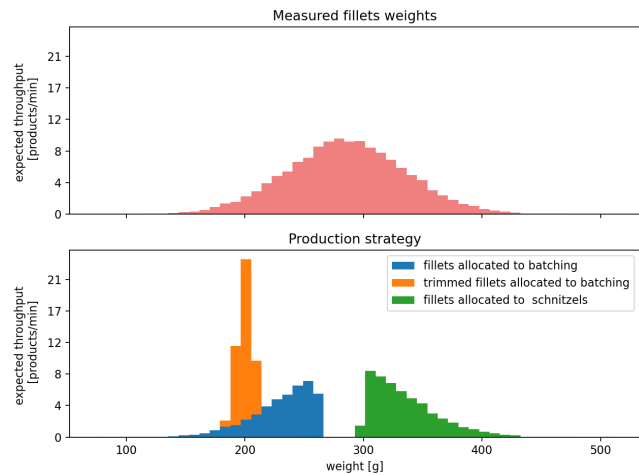 Measured fillets weights
expected throughput
[products/min]
21
17
12
8
4
0
Production strategy
expected throughput
[products/min]
21
17
12
8
4
0
fillets allocated to batching
trimmed fillets allocated to batching
fillets allocated to  schnitzels
100
200
300
400
500
weight [g]